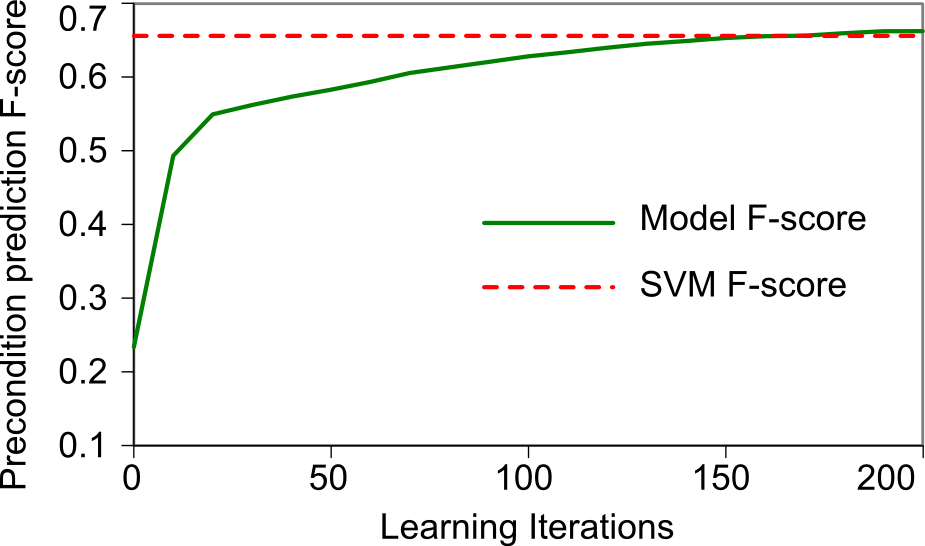 Precondition prediction F-score
0.7
0.6
0.5
0.4
0.3
0.2
0.1
Model F-score
SVM F-score
0 50 100 150 200
Learning Iterations